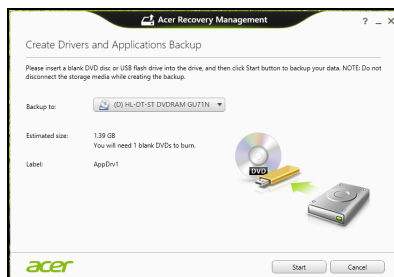 Acer Recovery Management
? _ X
Create Drivers and Applications Backup
Please insert a blank DVD disc or USB flash drive into the drive, and then click Start button to backup your data. NOTE: Do not
disconnect the storage media while creating the backup.
Backup to: (D) HL-DT-ST DVDRAM GU71N
Estimated size: 1.39 GB
You will need 1 blank DVDs to burn.
Label: AppDrv1
DVD
acer Start Cancel